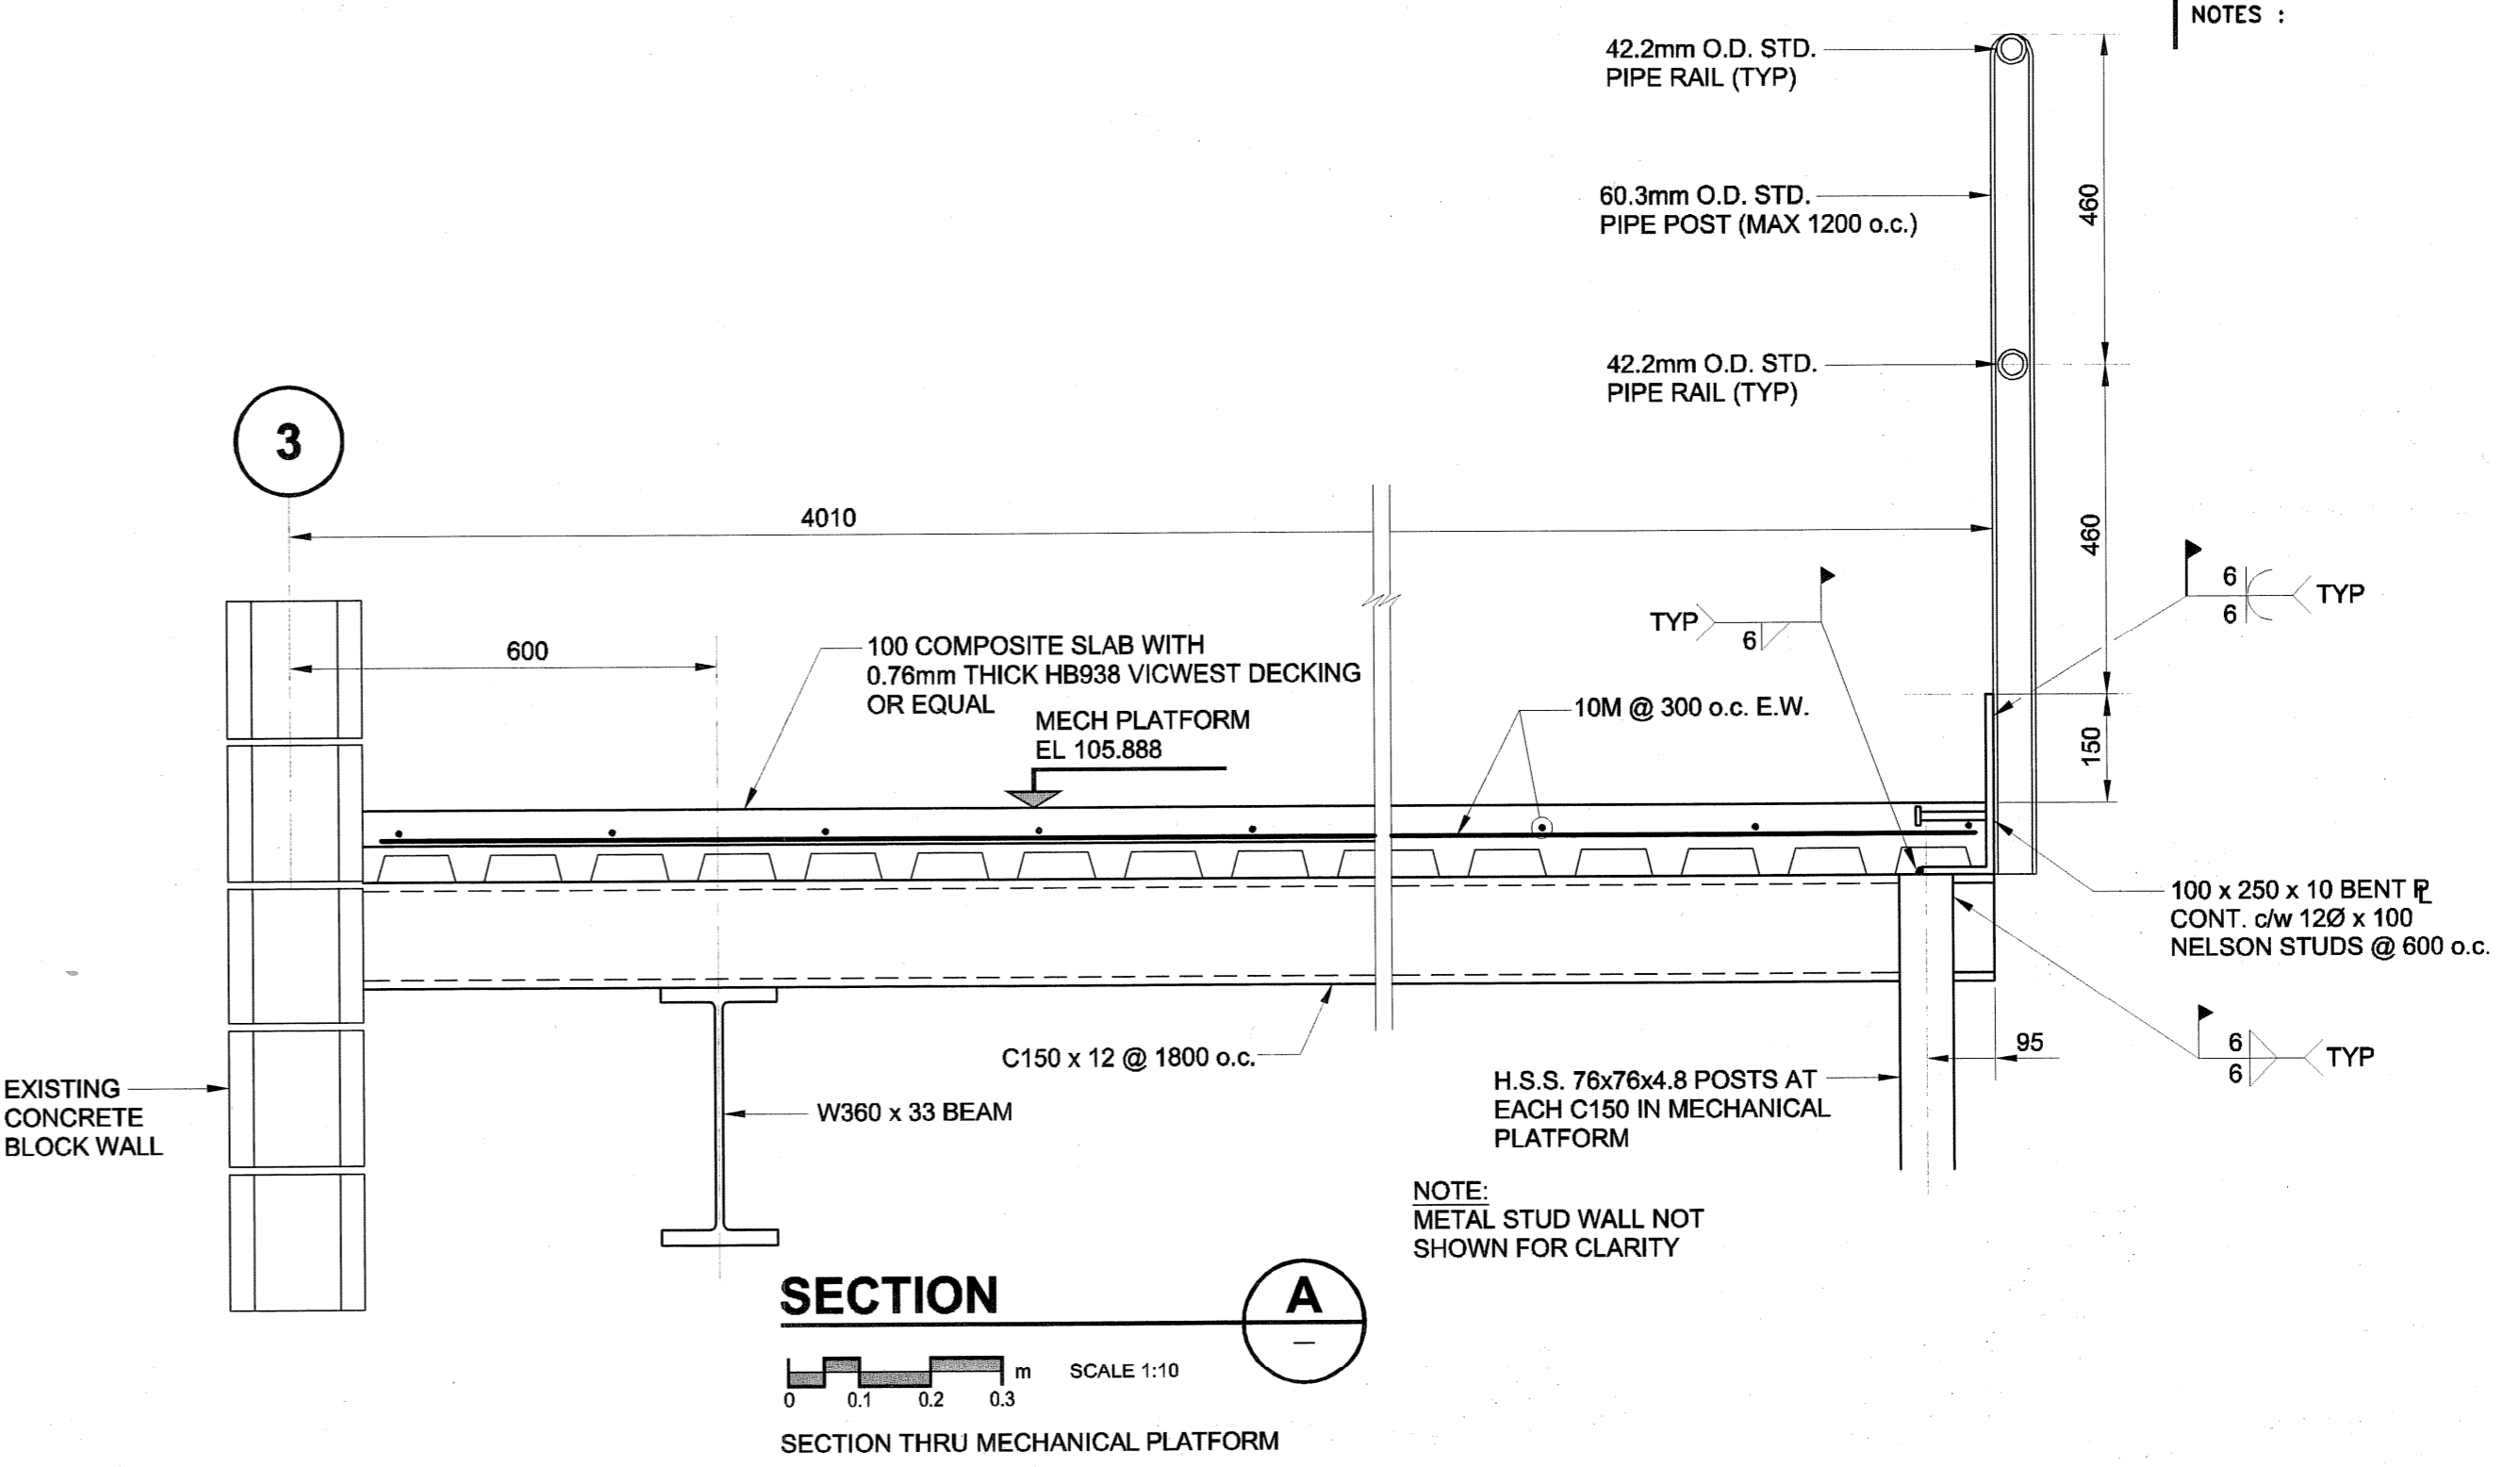 NOTES :
42.2mm O.D. STD.
PIPE RAIL (TYP)
60.3mm O.D. STD.
PIPE POST (MAX 1200 o.c.)
460
42.2mm O.D. STD.
PIPE RAIL (TYP)
3
4010
460
6
6
TYP
TYP
6
600
100 COMPOSITE SLAB WITH
0.76mm THICK HB938 VICWEST DECKING
OR EQUAL
MECH PLATFORM
EL 105.888
10M @ 300 o.c. E.W.
150
100 x 250 x 10 BENT ⅊
CONT. c/w 12Ø x 100
NELSON STUDS @ 600 o.c.
C150 x 12 @ 1800 o.c.
95
6
6
TYP
EXISTING
CONCRETE
BLOCK WALL
W360 x 33 BEAM
H.S.S. 76x76x4.8 POSTS AT
EACH C150 IN MECHANICAL
PLATFORM
NOTE:
METAL STUD WALL NOT
SHOWN FOR CLARITY
SECTION
A
–
m
SCALE 1:10
0 0.1 0.2 0.3
SECTION THRU MECHANICAL PLATFORM